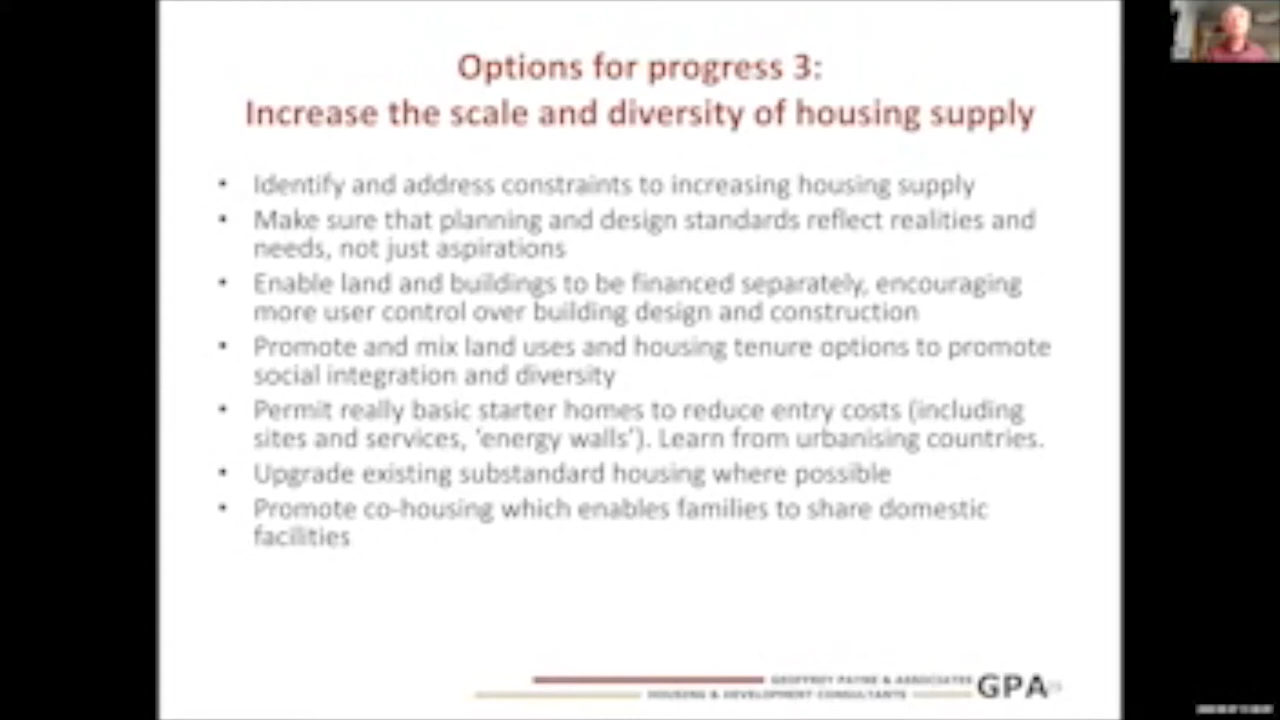 Options for progress 3:
Increase the scale and diversity of housing supply
• Identify and address constraints to increasing housing supply
• Make sure that planning and design standards reflect realities and
needs, not just aspirations
• Enable land and buildings to be financed separately, encouraging
more user control over building design and construction
• Promote and mix land uses and housing tenure options to promote
social integration and diversity
• Permit really basic starter homes to reduce entry costs (including
sites and services, ‘energy walls’). Learn from urbanising countries.
• Upgrade existing substandard housing where possible
• Promote co-housing which enables families to share domestic
facilities
GEOFFREY PAYNE & ASSOCIATES
HOUSING & DEVELOPMENT CONSULTANTS
GPA